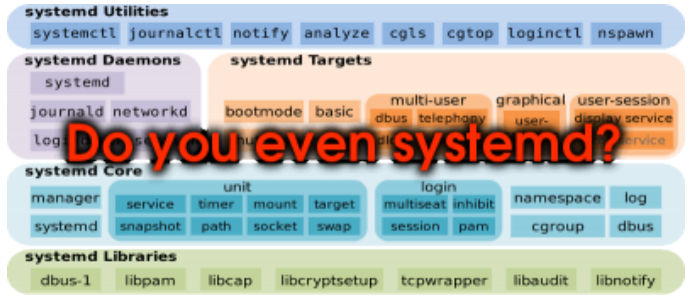 systemd Utilities
systemctl journalctl notify analyze cgls cgtop loginctl nspawn
systemd Daemons
systemd Targets
systemd
journald networkd
bootmode basic
multi-user
dbus telephony
graphical
user-
user-session
display service
Do you even systemd?
service
systemd Core
manager
systemd
unit
service timer mount target
snapshot path socket swap
login
multiseat inhibit
session pam
namespace log
cgroup dbus
systemd Libraries
dbus-1 libpam libcap libcryptsetup tcpwrapper libaudit libnotify